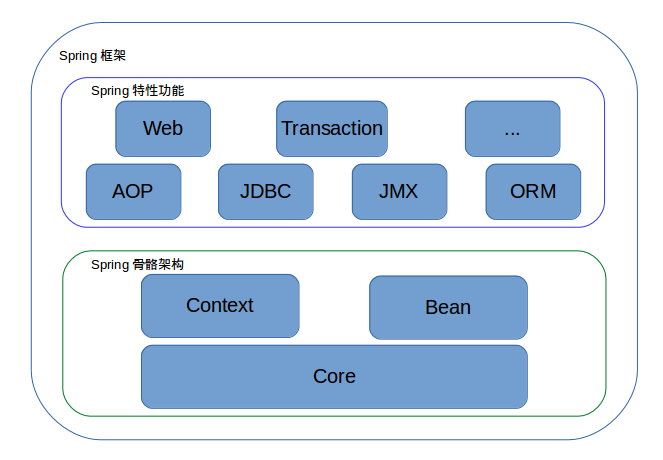 Spring 框架
Spring 特性功能
Web Transaction ...
AOP JDBC JMX ORM
Spring 骨骼架构
Context Bean
Core